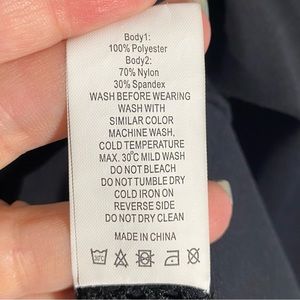 Body1:
100% Polyester
Body2:
70% Nylon
30% Spandex
WASH BEFORE WEARING
WASH WITH
SIMILAR COLOR
MACHINE WASH,
COLD TEMPERATURE
MAX. 30°C MILD WASH
DO NOT BLEACH
DO NOT TUMBLE DRY
COLD IRON ON
REVERSE SIDE
DO NOT DRY CLEAN
MADE IN CHINA
30°C